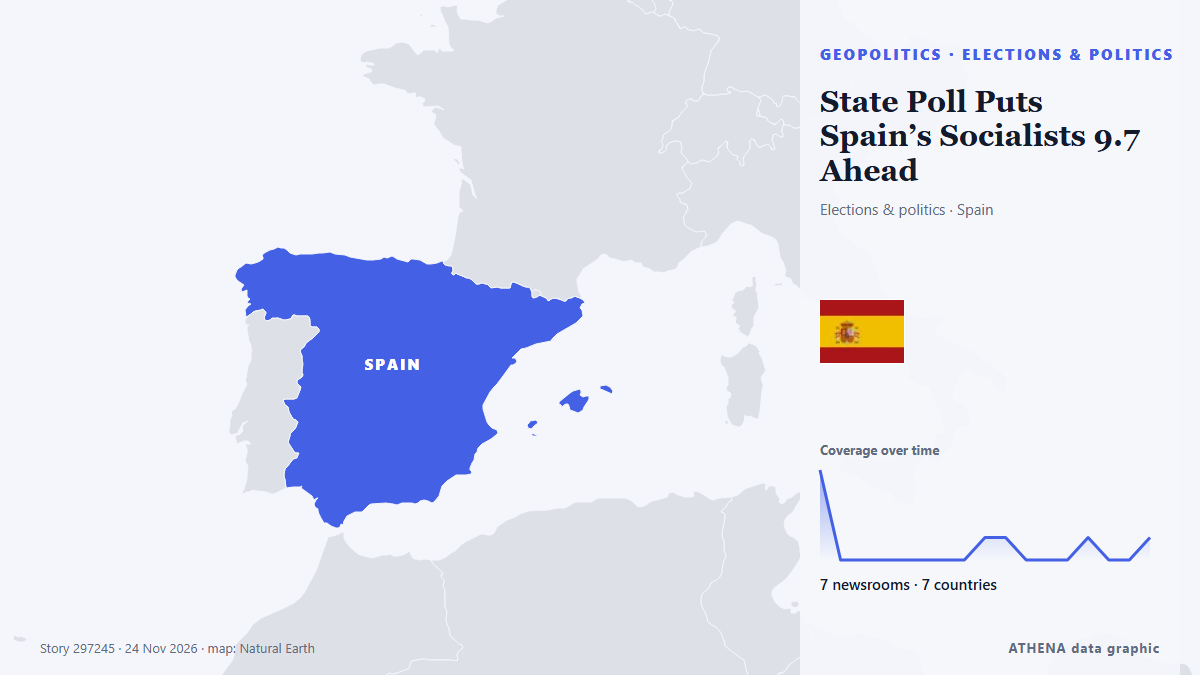 GEOPOLITICS · ELECTIONS & POLITICS
State Poll Puts
Spain’s Socialists 9.7
Ahead
Elections & politics · Spain
SPAIN
Coverage over time
7 newsrooms · 7 countries
Story 297245 · 24 Nov 2026 · map: Natural Earth
ATHENA data graphic